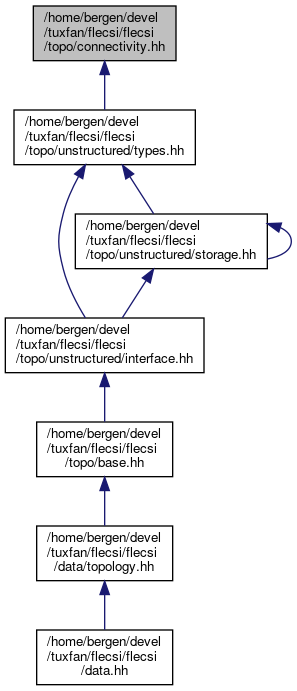 /home/bergen/devel
/tuxfan/flecsi/flecsi
/topo/connectivity.hh
/home/bergen/devel
/tuxfan/flecsi/flecsi
/topo/unstructured/types.hh
/home/bergen/devel
/tuxfan/flecsi/flecsi
/topo/unstructured/storage.hh
/home/bergen/devel
/tuxfan/flecsi/flecsi
/topo/unstructured/interface.hh
/home/bergen/devel
/tuxfan/flecsi/flecsi
/topo/base.hh
/home/bergen/devel
/tuxfan/flecsi/flecsi
/data/topology.hh
/home/bergen/devel
/tuxfan/flecsi/flecsi
/data.hh